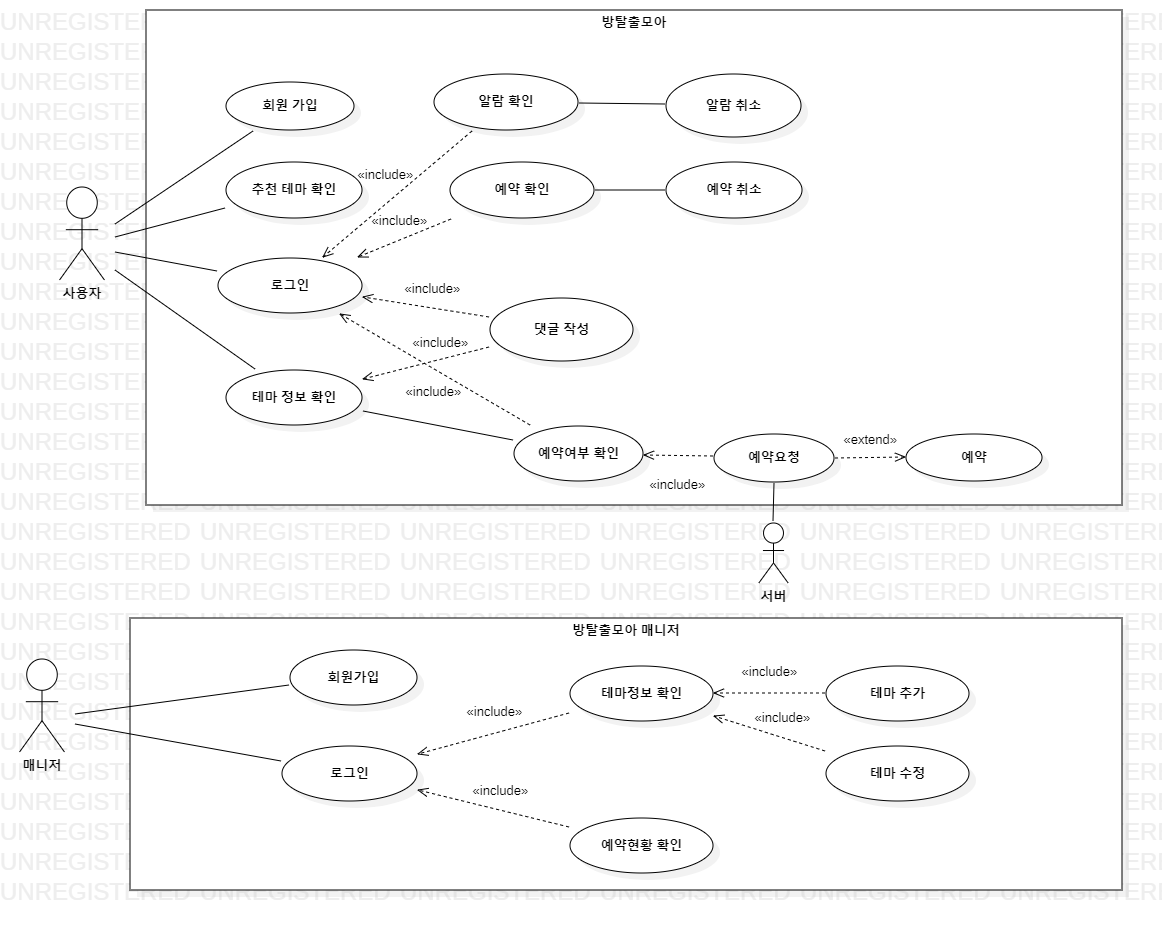 방탈출모아
회원 가입
알람 확인
알람 취소
«include»
추천 테마 확인
예약 확인
예약 취소
«include»
사용자
로그인
«include»
댓글 작성
«include»
테마 정보 확인
«include»
예약여부 확인
«include»
예약요청
«extend»
예약
서버
UNREGISTERED UNREGISTERED UNREGISTERED UNREGISTERED UNREGISTERED
방탈출모아 매니저
회원가입
테마정보 확인
«include»
테마 추가
«include»
«include»
매니저
로그인
테마 수정
«include»
예약현황 확인